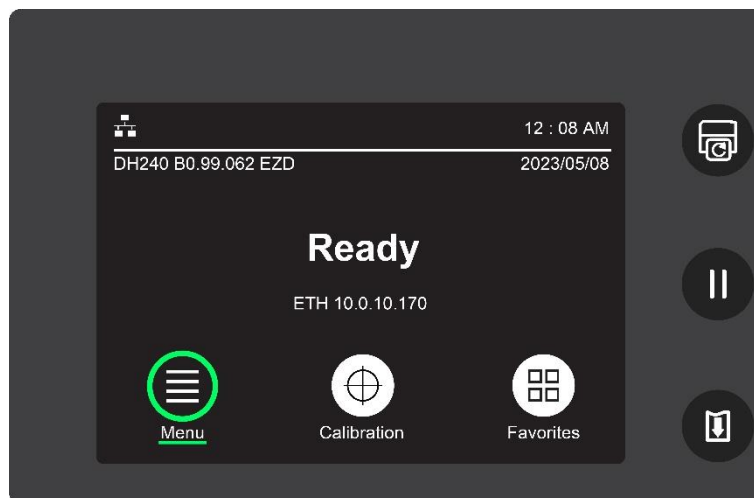 12 : 08 AM
DH240 B0.99.062 EZD 2023/05/08
Ready
ETH 10.0.10.170
Menu Calibration Favorites